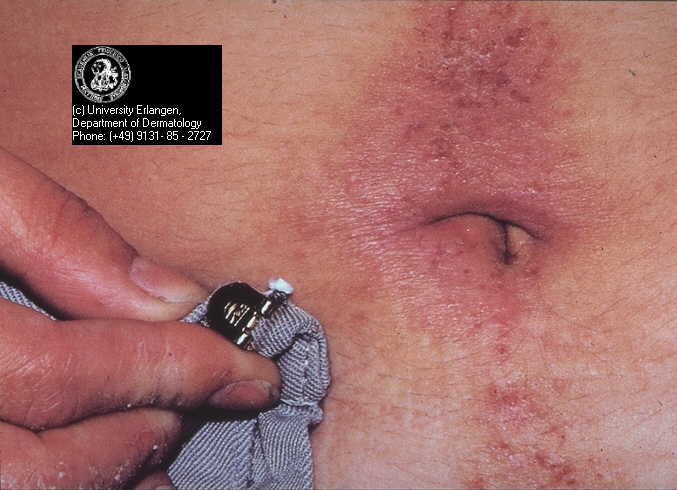 (c) University Erlangen,
Department of Dermatology
Phone: (+49) 9131- 85 - 2727